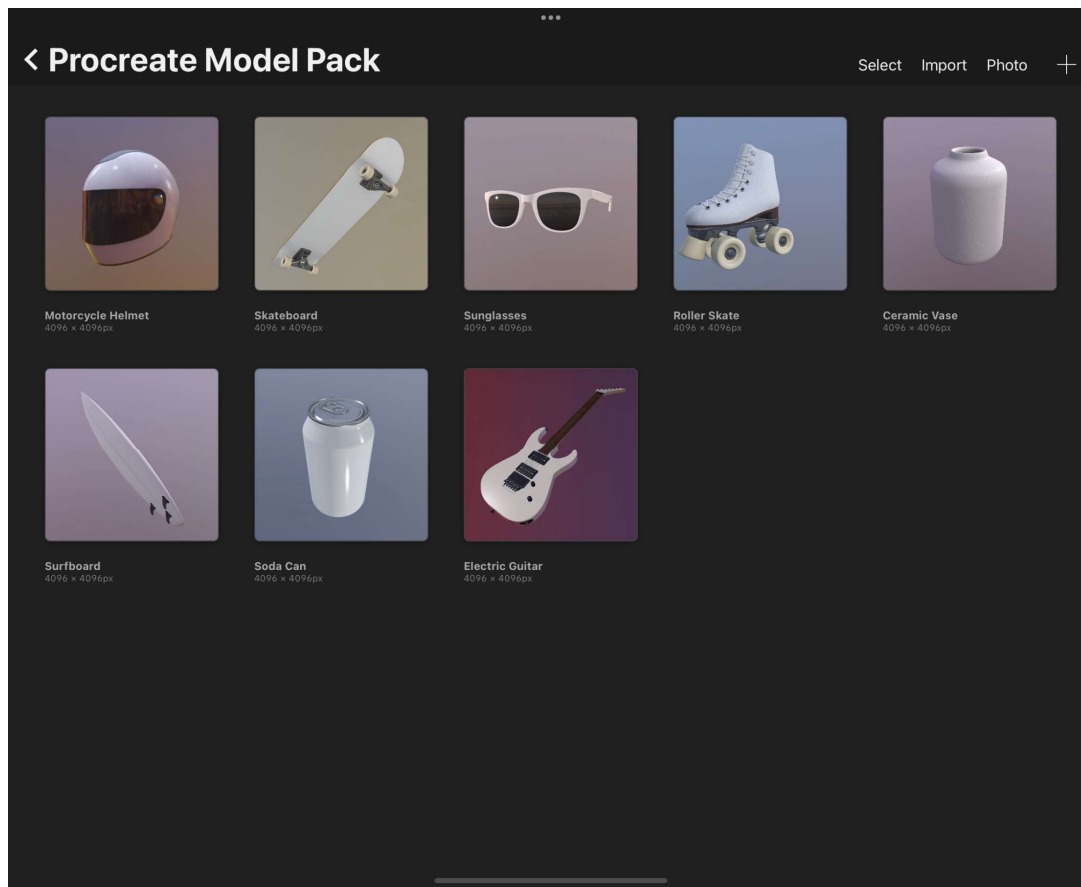 Procreate Model Pack
Select Import Photo
Motorcycle Helmet
4096 × 4096px
Skateboard
4096 × 4096px
Sunglasses
4096 × 4096px
Roller Skate
4096 × 4096px
Ceramic Vase
4096 × 4096px
Surfboard
4096 × 4096px
Soda Can
4096 × 4096px
Electric Guitar
4096 × 4096px